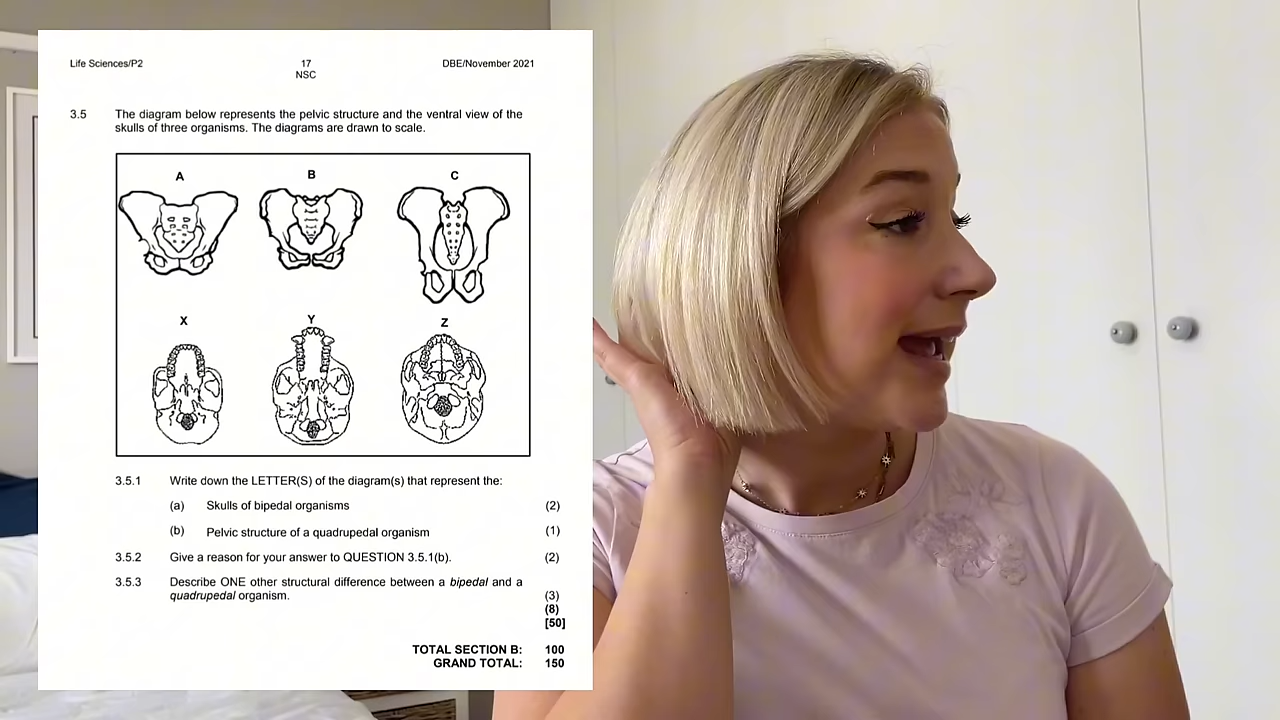 Life Sciences/P2 17 DBE/November 2021
NSC
3.5 The diagram below represents the pelvic structure and the ventral view of the
skulls of three organisms. The diagrams are drawn to scale.
A B C
X Y Z
3.5.1 Write down the LETTER(S) of the diagram(s) that represent the:
(a) Skulls of bipedal organisms (2)
(b) Pelvic structure of a quadrupedal organism (1)
3.5.2 Give a reason for your answer to QUESTION 3.5.1(b). (2)
3.5.3 Describe ONE other structural difference between a bipedal and a
quadrupedal organism. (3)
(8)
[50]
TOTAL SECTION B: 100
GRAND TOTAL: 150